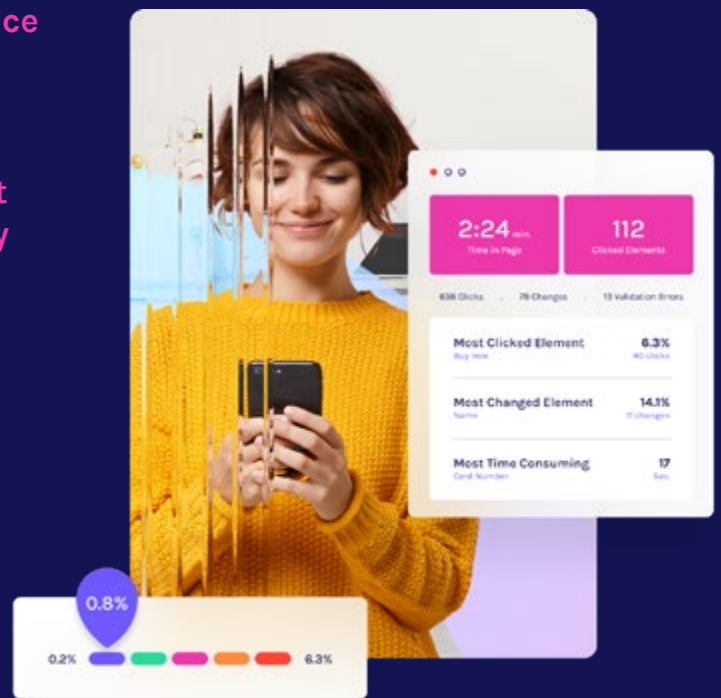 ce
t
y
2:24 min.
Time in Page
112
Clicked Elements
638 Clicks
78 Changes
13 Validation Errors
Most Clicked Element
6.3%
Buy now
40 clicks
Most Changed Element
14.1%
Name
11 changes
Most Time Consuming
17
Card Number
Sec.
0.8%
0.2%
6.3%